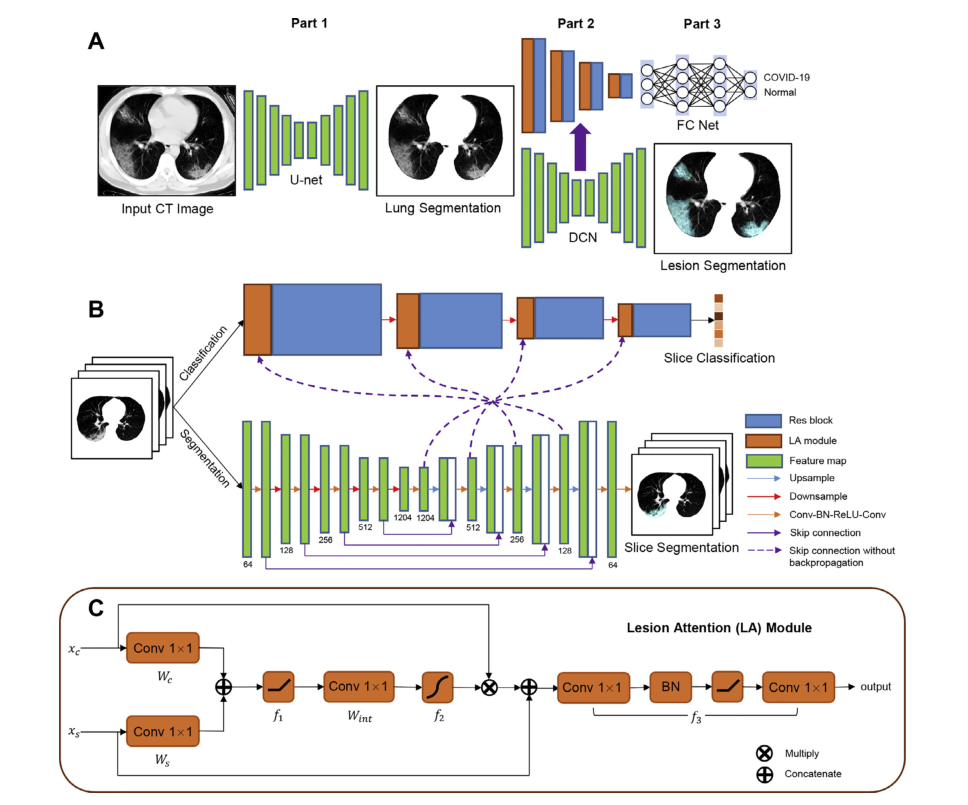 Part 1
Part 2
Part 3
A
COVID-19
Normal
FC Net
U-net
Input CT Image
Lung Segmentation
DCN
Lesion Segmentation
B
Classification
Segmentation
Slice Classification
64
128
256
512
1204
1204
512
256
128
64
Slice Segmentation
Res block
LA module
Feature map
Upsample
Downsample
Conv-BN-ReLU-Conv
Skip connection
Skip connection without
backpropagation
C
Lesion Attention (LA) Module
x_c
Conv 1×1
W_c
x_s
Conv 1×1
W_s
f_1
Conv 1×1
W_int
f_2
Conv 1×1
BN
Conv 1×1
output
f_3
Multiply
Concatenate